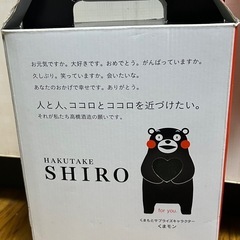 お元気ですか。大好きです。おめでとう。がんばっていますか。
久しぶり。笑っていますか。会いたいな。
あなたのおかげで幸せです。ありがとう。
人と人、ココロとココロを近づけたい。
それが私たち高橋酒造の願いです。
HAKUTAKE
SHIRO
for you
くまもとサプライズキャラクター
くまモン